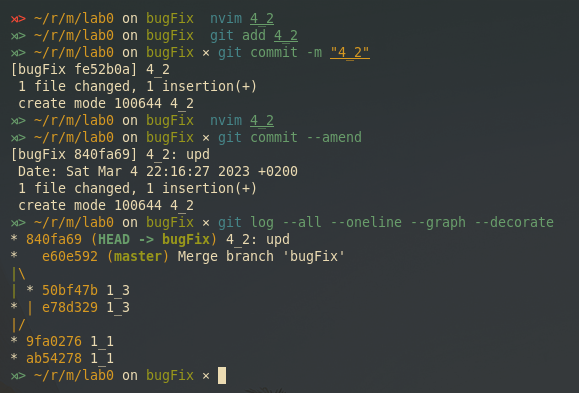 ⋊> ~/r/m/lab0 on bugFix  nvim 4_2
⋊> ~/r/m/lab0 on bugFix  git add 4_2
⋊> ~/r/m/lab0 on bugFix × git commit -m "4_2"
[bugFix fe52b0a] 4_2
 1 file changed, 1 insertion(+)
 create mode 100644 4_2
⋊> ~/r/m/lab0 on bugFix  nvim 4_2
⋊> ~/r/m/lab0 on bugFix × git commit --amend
[bugFix 840fa69] 4_2: upd
 Date: Sat Mar 4 22:16:27 2023 +0200
 1 file changed, 1 insertion(+)
 create mode 100644 4_2
⋊> ~/r/m/lab0 on bugFix × git log --all --oneline --graph --decorate
* 840fa69 (HEAD -> bugFix) 4_2: upd
*   e60e592 (master) Merge branch 'bugFix'
|\
| * 50bf47b 1_3
* | e78d329 1_3
|/
* 9fa0276 1_1
* ab54278 1_1
⋊> ~/r/m/lab0 on bugFix ×